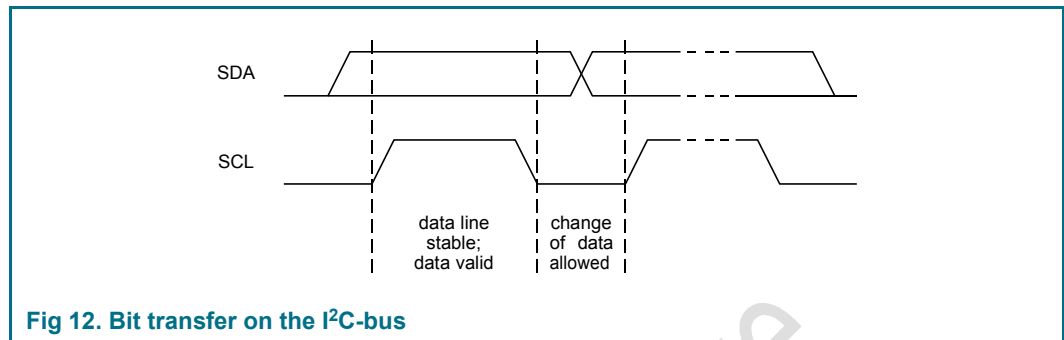 SDA
SCL
data line
stable;
data valid
change
of data
allowed
Fig 12. Bit transfer on the I²C-bus